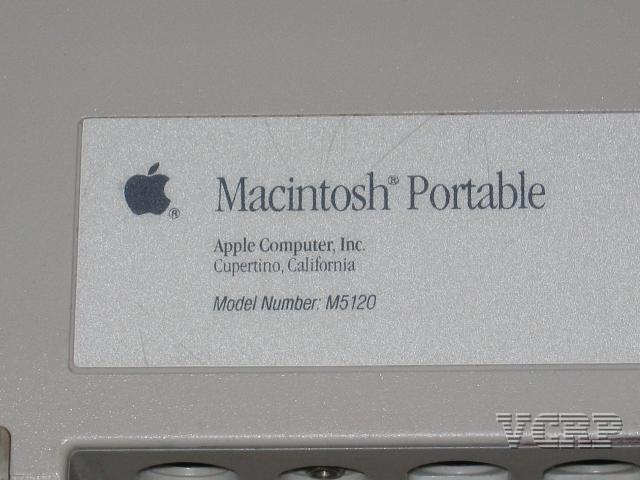 Macintosh® Portable
®
Apple Computer, Inc.
Cupertino, California
Model Number: M5120
VCRP